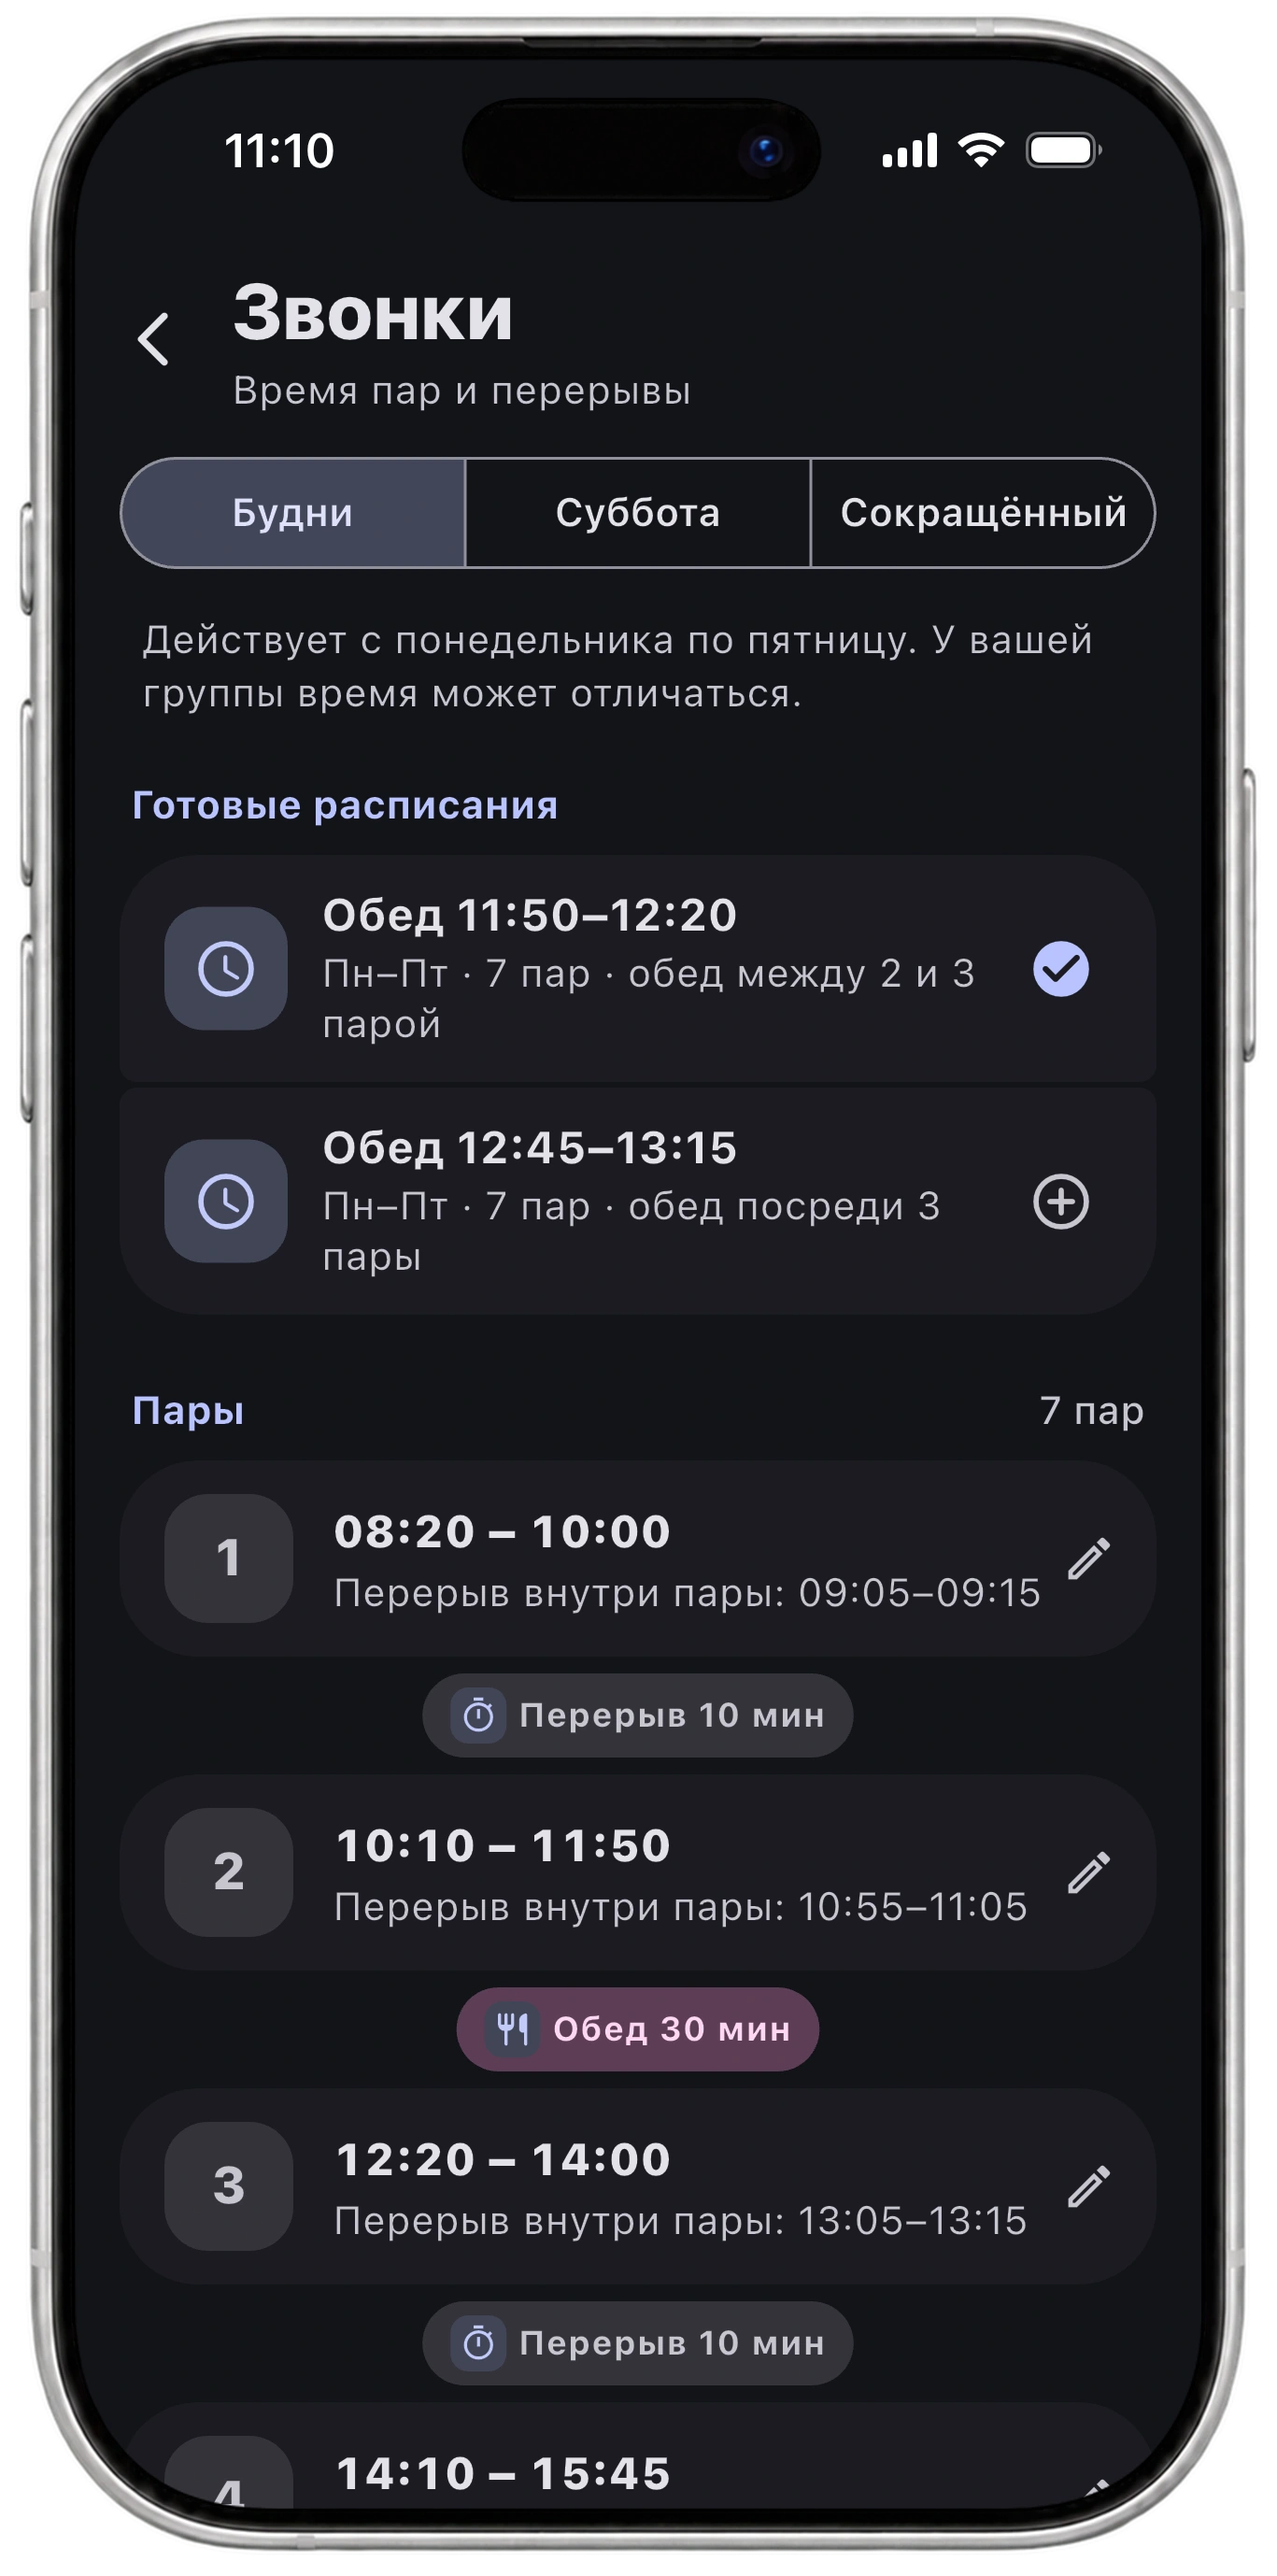 11:10
Звонки
Время пар и перерывы
Будни
Суббота
Сокращённый
Действует с понедельника по пятницу. У вашей
группы время может отличаться.
Готовые расписания
Обед 11:50–12:20
Пн–Пт · 7 пар · обед между 2 и 3
парой
Обед 12:45–13:15
Пн–Пт · 7 пар · обед посреди 3
пары
Пары
7 пар
1
08:20 – 10:00
Перерыв внутри пары: 09:05–09:15
Перерыв 10 мин
2
10:10 – 11:50
Перерыв внутри пары: 10:55–11:05
Обед 30 мин
3
12:20 – 14:00
Перерыв внутри пары: 13:05–13:15
Перерыв 10 мин
4
14:10 – 15:45